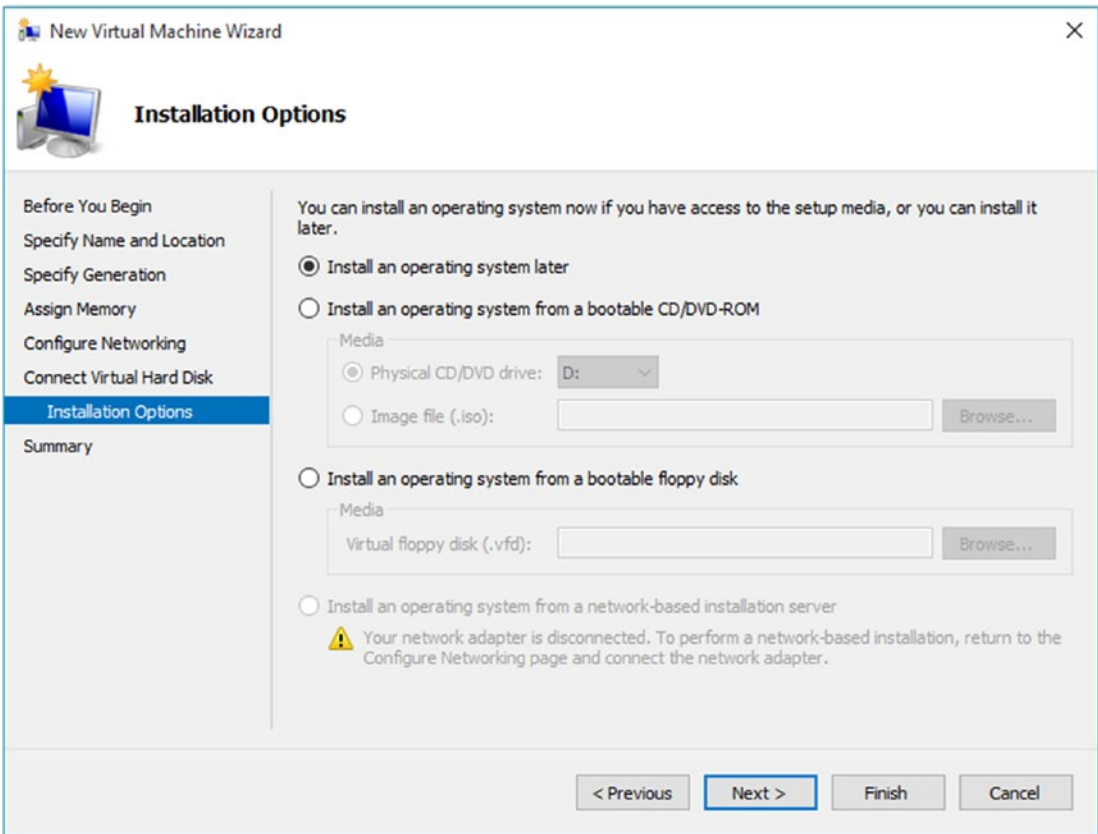 New Virtual Machine Wizard
Installation Options
Before You Begin
Specify Name and Location
Specify Generation
Assign Memory
Configure Networking
Connect Virtual Hard Disk
Installation Options
Summary
You can install an operating system now if you have access to the setup media, or you can install it
later.
Install an operating system later
Install an operating system from a bootable CD/DVD-ROM
Media
Physical CD/DVD drive: D:
Image file (.iso): Browse...
Install an operating system from a bootable floppy disk
Media
Virtual floppy disk (.vfd): Browse...
Install an operating system from a network-based installation server
Your network adapter is disconnected. To perform a network-based installation, return to the
Configure Networking page and connect the network adapter.
< Previous Next > Finish Cancel